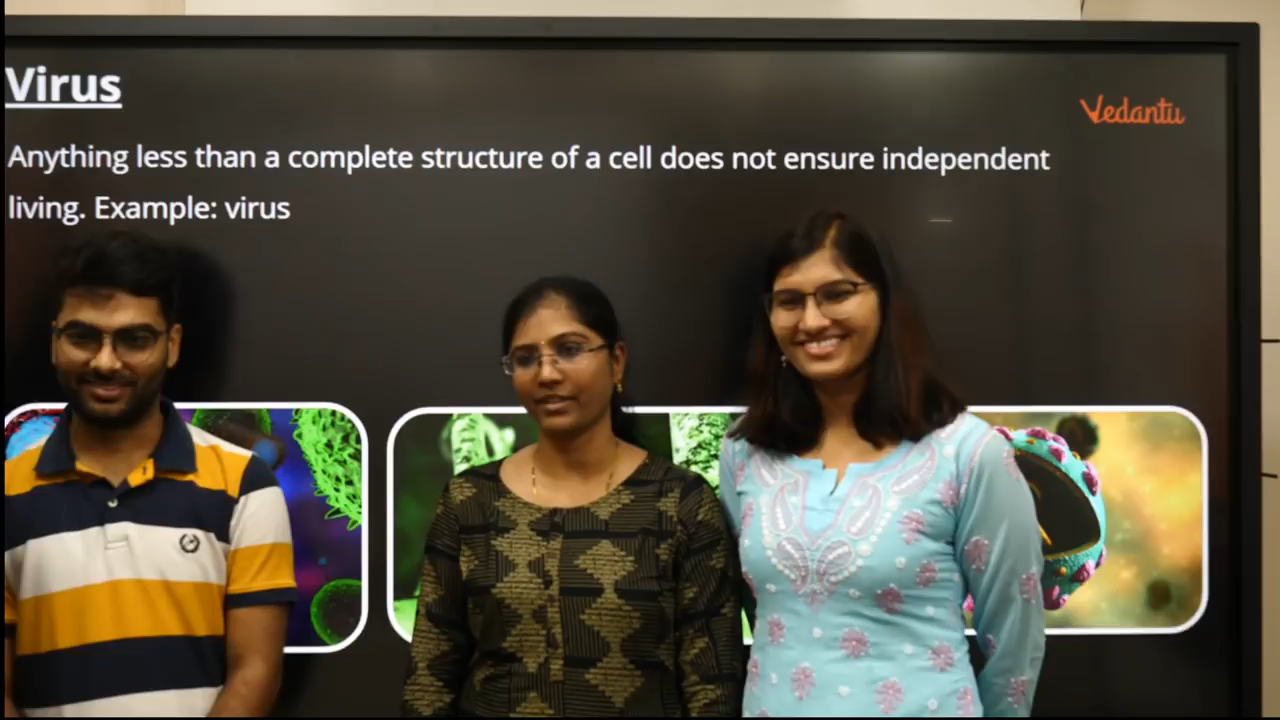 Virus
Vedantu
Anything less than a complete structure of a cell does not ensure independent
living. Example: virus